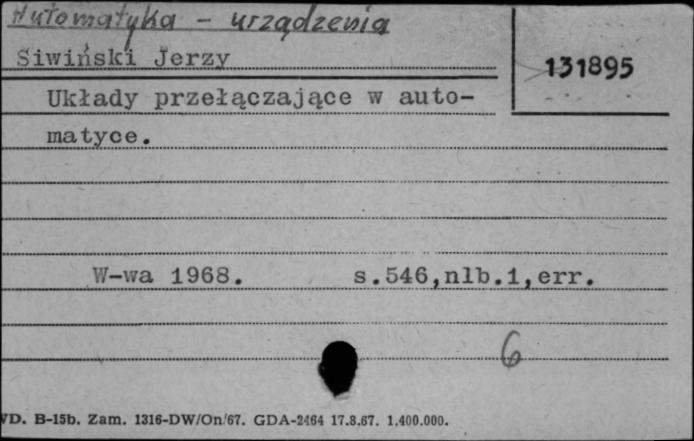 Automatyka - urządzenia
Siwiński Jerzy
131895
Układy przełączające w auto-
matyce.
W-wa 1968. s.546,nlb.1,err.
6
VD. B-15b. Zam. 1316-DW/On/67. GDA-2464 17.8.67. 1.400.000.